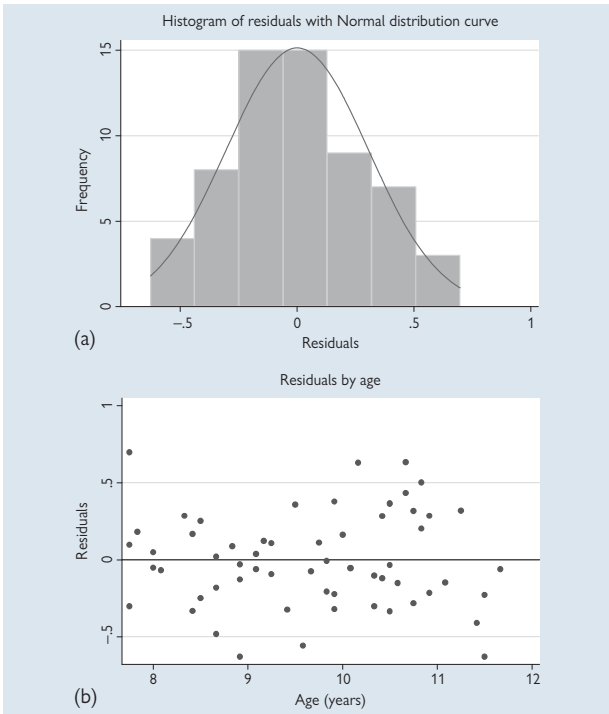 Histogram of residuals with Normal distribution curve
15
10
5
0
Frequency
–.5 0 .5 1
Residuals
(a)
Residuals by age
1
.5
0
–.5
Residuals
8 9 10 11 12
Age (years)
(b)